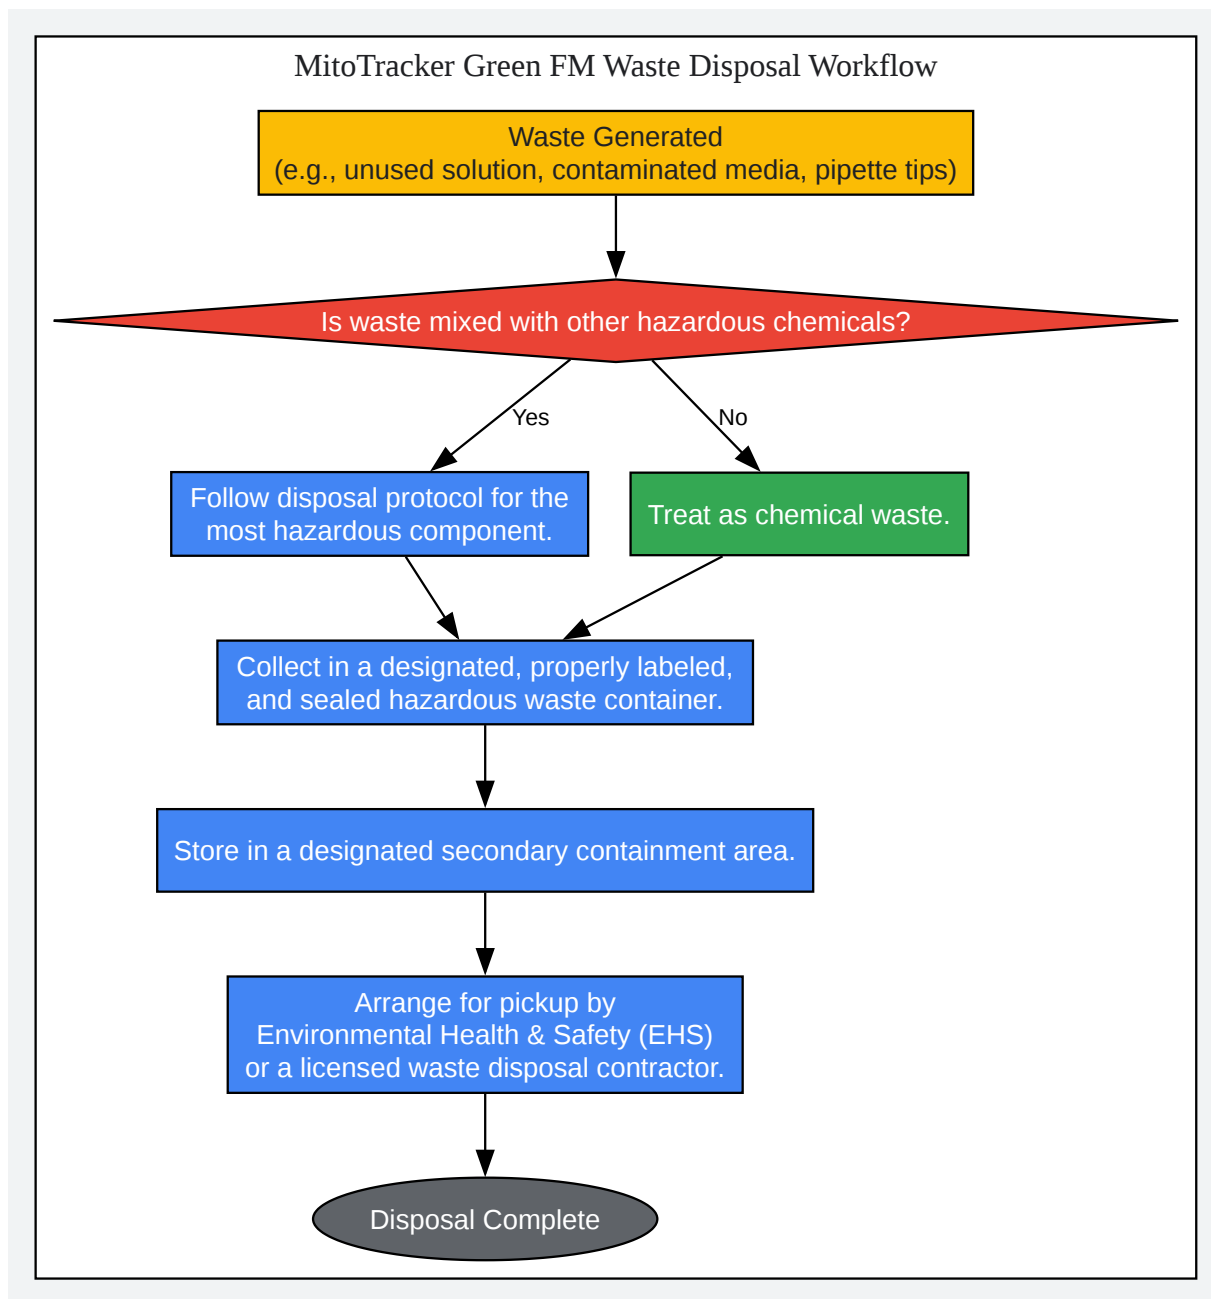 MitoTracker Green FM Waste Disposal Workflow
Waste Generated
(e.g., unused solution, contaminated media, pipette tips)
Is waste mixed with other hazardous chemicals?
Yes
No
Follow disposal protocol for the
most hazardous component.
Treat as chemical waste.
Collect in a designated, properly labeled,
and sealed hazardous waste container.
Store in a designated secondary containment area.
Arrange for pickup by
Environmental Health & Safety (EHS)
or a licensed waste disposal contractor.
Disposal Complete